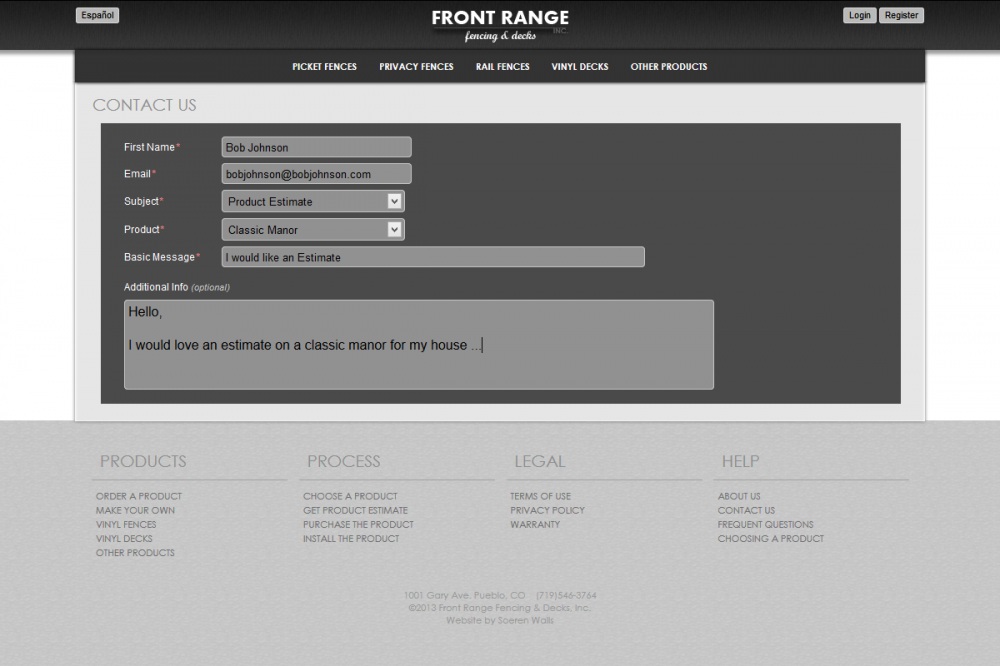 Español
FRONT RANGE
INC.
fencing & decks
Login Register
PICKET FENCES PRIVACY FENCES RAIL FENCES VINYL DECKS OTHER PRODUCTS
CONTACT US
First Name* Bob Johnson
Email* bobjohnson@bobjohnson.com
Subject* Product Estimate
Product* Classic Manor
Basic Message* I would like an Estimate
Additional Info (optional)
Hello,
I would love an estimate on a classic manor for my house ...
PRODUCTS PROCESS LEGAL HELP
ORDER A PRODUCT CHOOSE A PRODUCT TERMS OF USE ABOUT US
MAKE YOUR OWN GET PRODUCT ESTIMATE PRIVACY POLICY CONTACT US
VINYL FENCES PURCHASE THE PRODUCT WARRANTY FREQUENT QUESTIONS
VINYL DECKS INSTALL THE PRODUCT CHOOSING A PRODUCT
OTHER PRODUCTS
1001 Gary Ave. Pueblo, CO (719)546-3764
©2013 Front Range Fencing & Decks, Inc.
Website by Soeren Walls